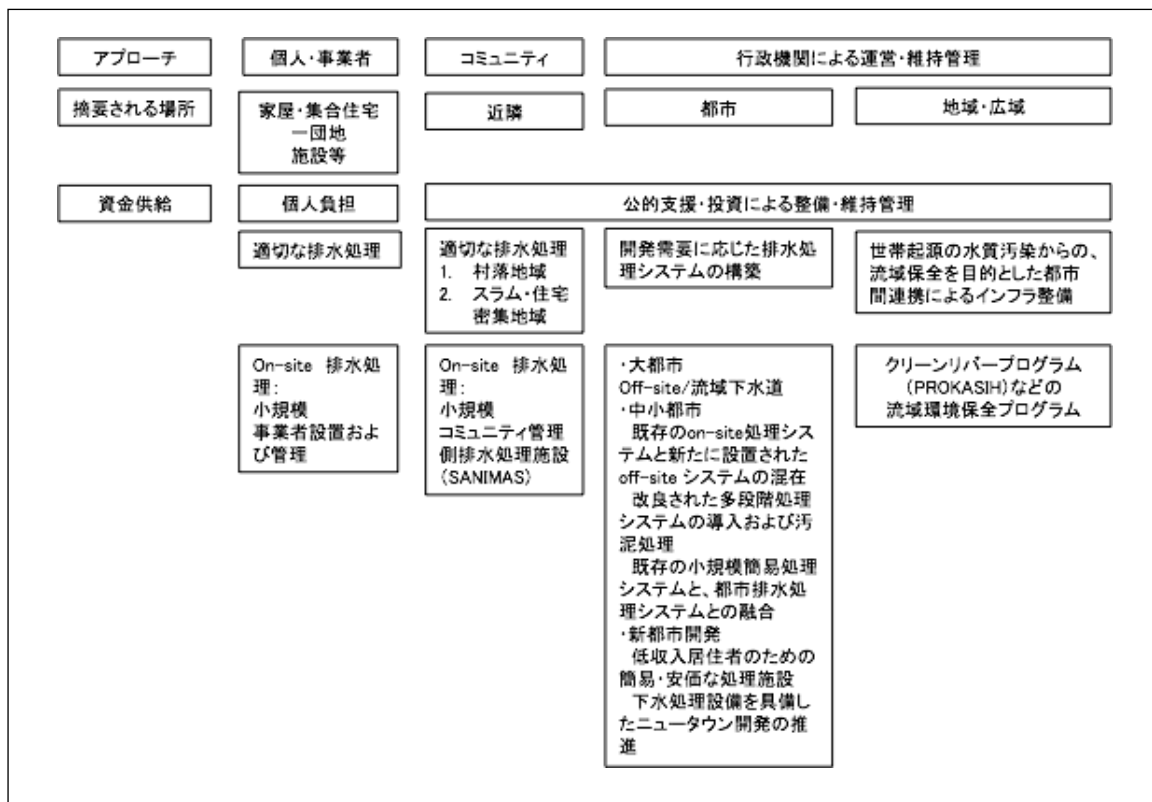 アプローチ
個人・事業者
コミュニティ
行政機関による運営・維持管理
摘要される場所
家屋・集合住宅
一団地
施設等
近隣
都市
地域・広域
資金供給
個人負担
公的支援・投資による整備・維持管理
適切な排水処理
適切な排水処理
1. 村落地域
2. スラム・住宅
密集地域
開発需要に応じた排水処
理システムの構築
世帯起源の水質汚染からの、
流域保全を目的とした都市
間連携によるインフラ整備
On-site 排水処
理：
小規模
事業者設置およ
び管理
On-site 排水処
理：
小規模
コミュニティ管理
側排水処理施設
(SANIMAS)
・大都市
Off-site/流域下水道
・中小都市
既存のon-site処理シス
テムと新たに設置された
off-site システムの混在
改良された多段階処理
システムの導入および汚
泥処理
既存の小規模簡易処理
システムと、都市排水処
理システムとの融合
・新都市開発
低収入居住者のための
簡易・安価な処理施設
下水処理設備を具備し
たニュータウン開発の推
進
クリーンリバープログラム
(PROKASIH)などの
流域環境保全プログラム